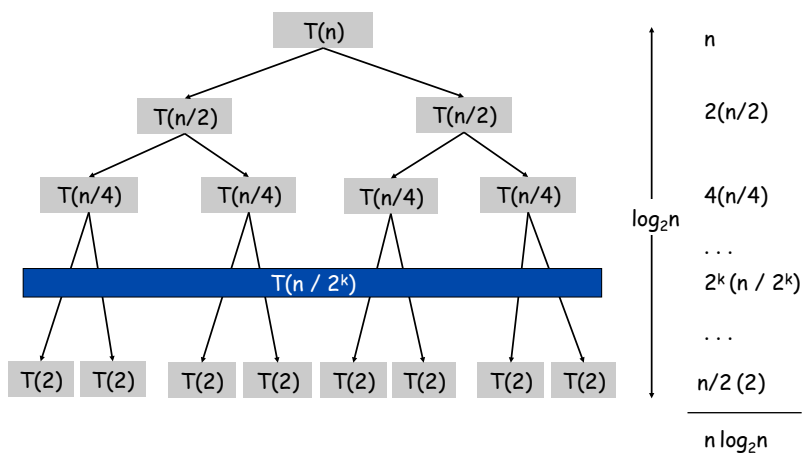 T(n)
n
T(n/2) T(n/2)
2(n/2)
T(n/4) T(n/4) T(n/4) T(n/4)
4(n/4)
log₂n
. . .
T(n / 2ᵏ)
2ᵏ (n / 2ᵏ)
. . .
T(2) T(2) T(2) T(2) T(2) T(2) T(2) T(2)
n/2 (2)
n log₂n